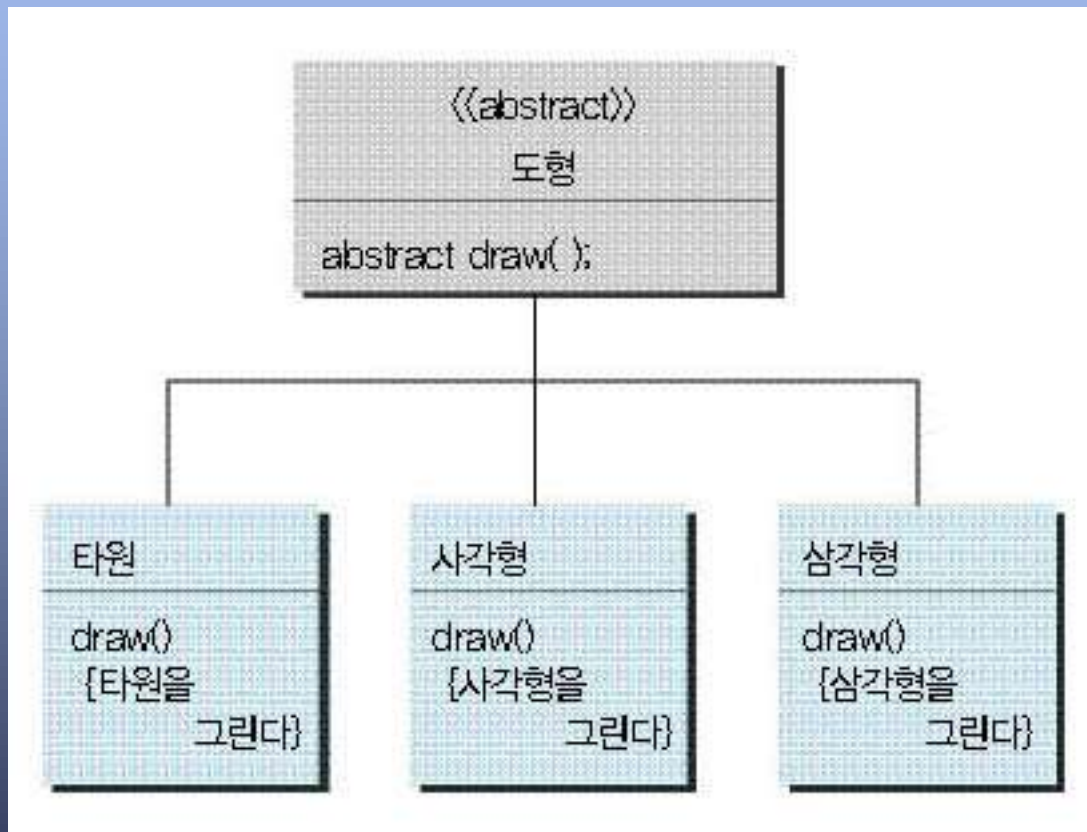 <<abstract>>
도형
abstract draw( );
타원
draw()
{타원을
그린다}
사각형
draw()
{사각형을
그린다}
삼각형
draw()
{삼각형을
그린다}